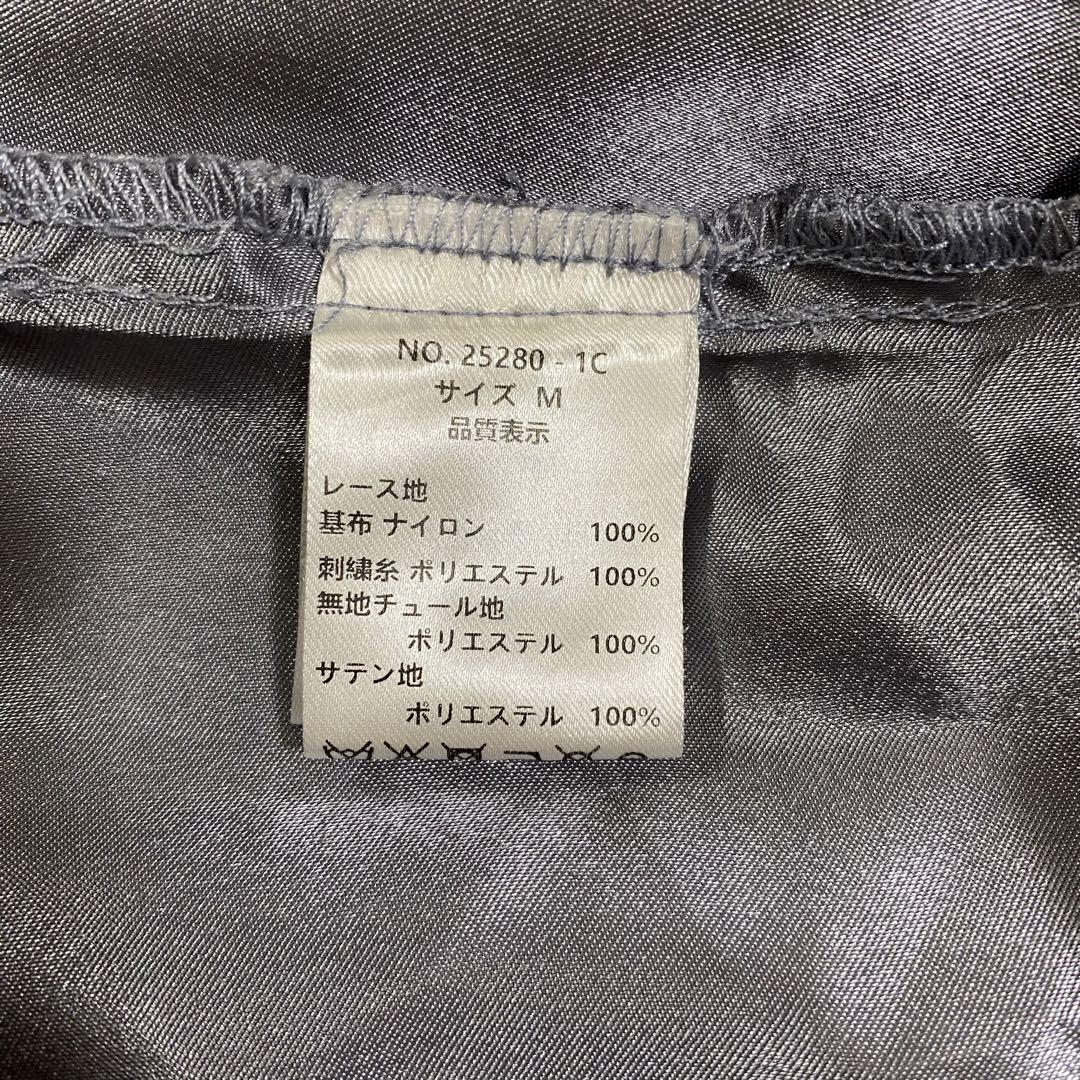 NO. 25280 - 1C
サイズ M
品質表示
レース地
基布 ナイロン 100%
刺繍糸 ポリエステル 100%
無地チュール地
ポリエステル 100%
サテン地
ポリエステル 100%